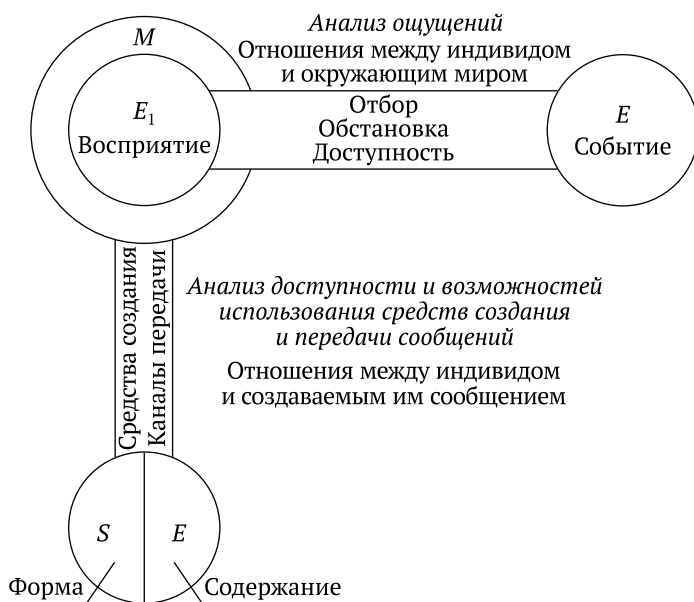 Анализ ощущений
Отношения между индивидом
и окружающим миром
M
E₁
Восприятие
Отбор
Обстановка
Доступность
E
Событие
Средства создания
Каналы передачи
Анализ доступности и возможностей
использования средств создания
и передачи сообщений
Отношения между индивидом
и создаваемым им сообщением
S
E
Форма
Содержание